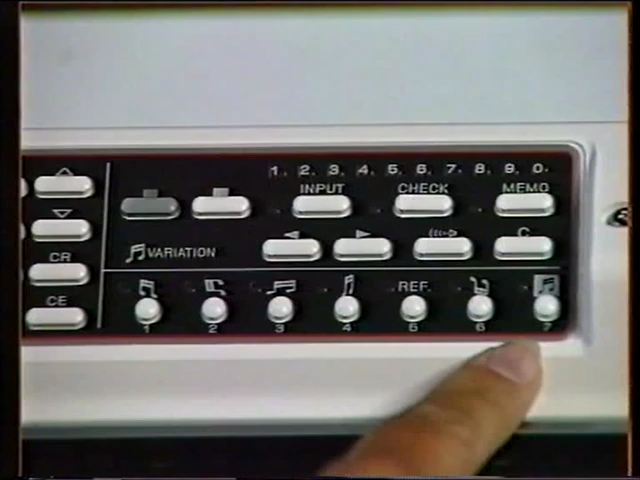 1. 2. 3. 4. 5. 6. 7. 8. 9. 0.
INPUT CHECK MEMO
VARIATION
C
CR
CE
REF.
1 2 3 4 5 6 7